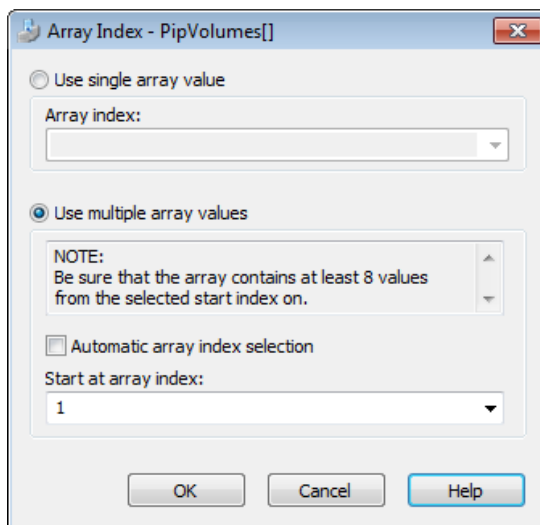 Array Index - PipVolumes[]
Use single array value
Array index:
Use multiple array values
NOTE:
Be sure that the array contains at least 8 values
from the selected start index on.
Automatic array index selection
Start at array index:
1
OK Cancel Help